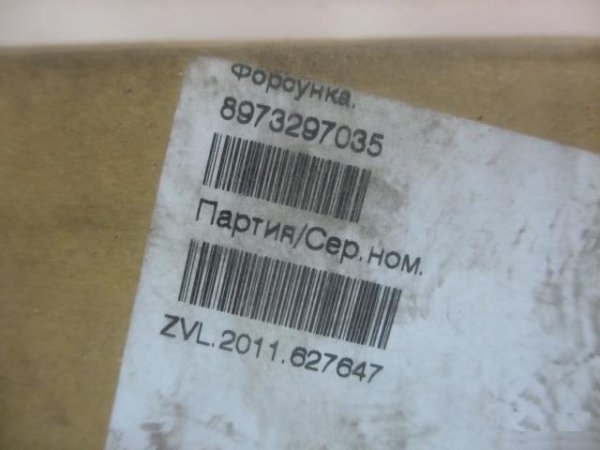 Форсунка.
8973297035
Партия/Сер.ном.
ZVL.2011.627647